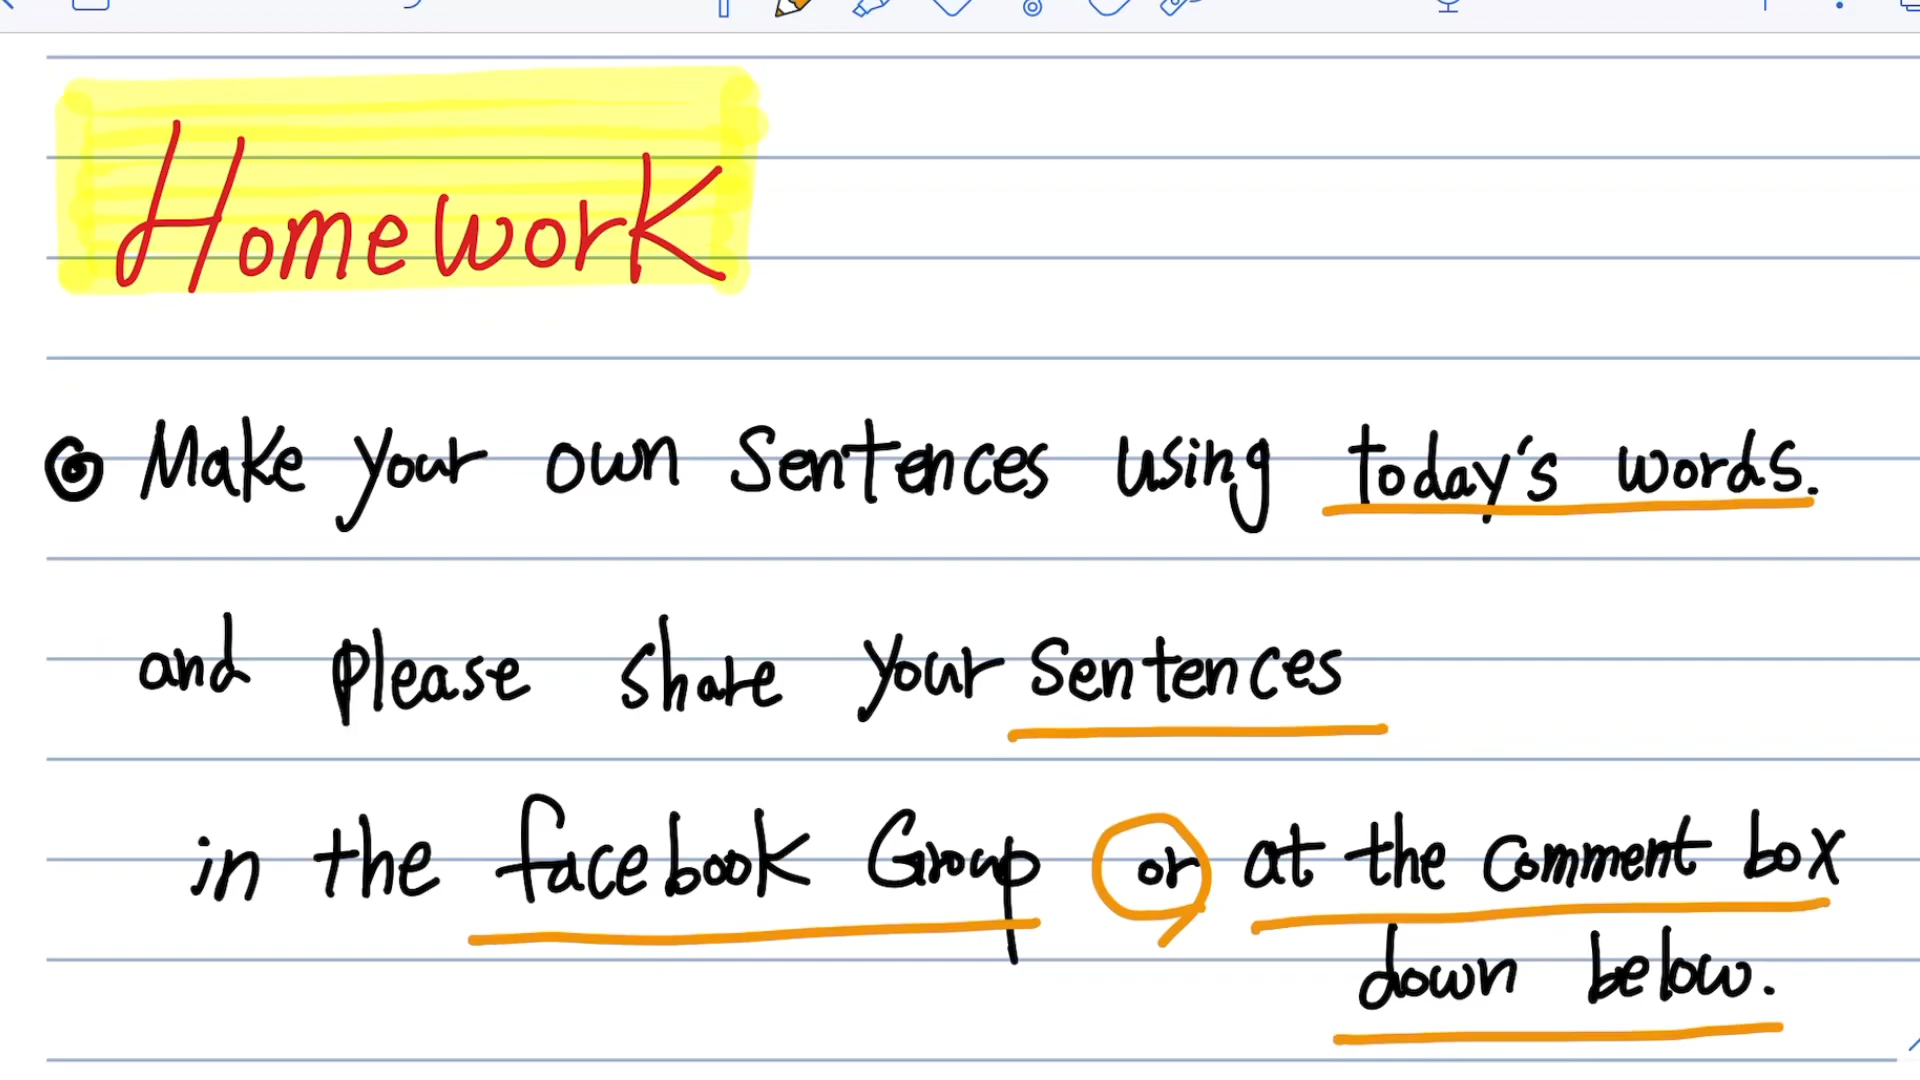 Homework
Make your own Sentences using today's words.
and please share your Sentences
in the facebook Group or at the Comment box
down below.